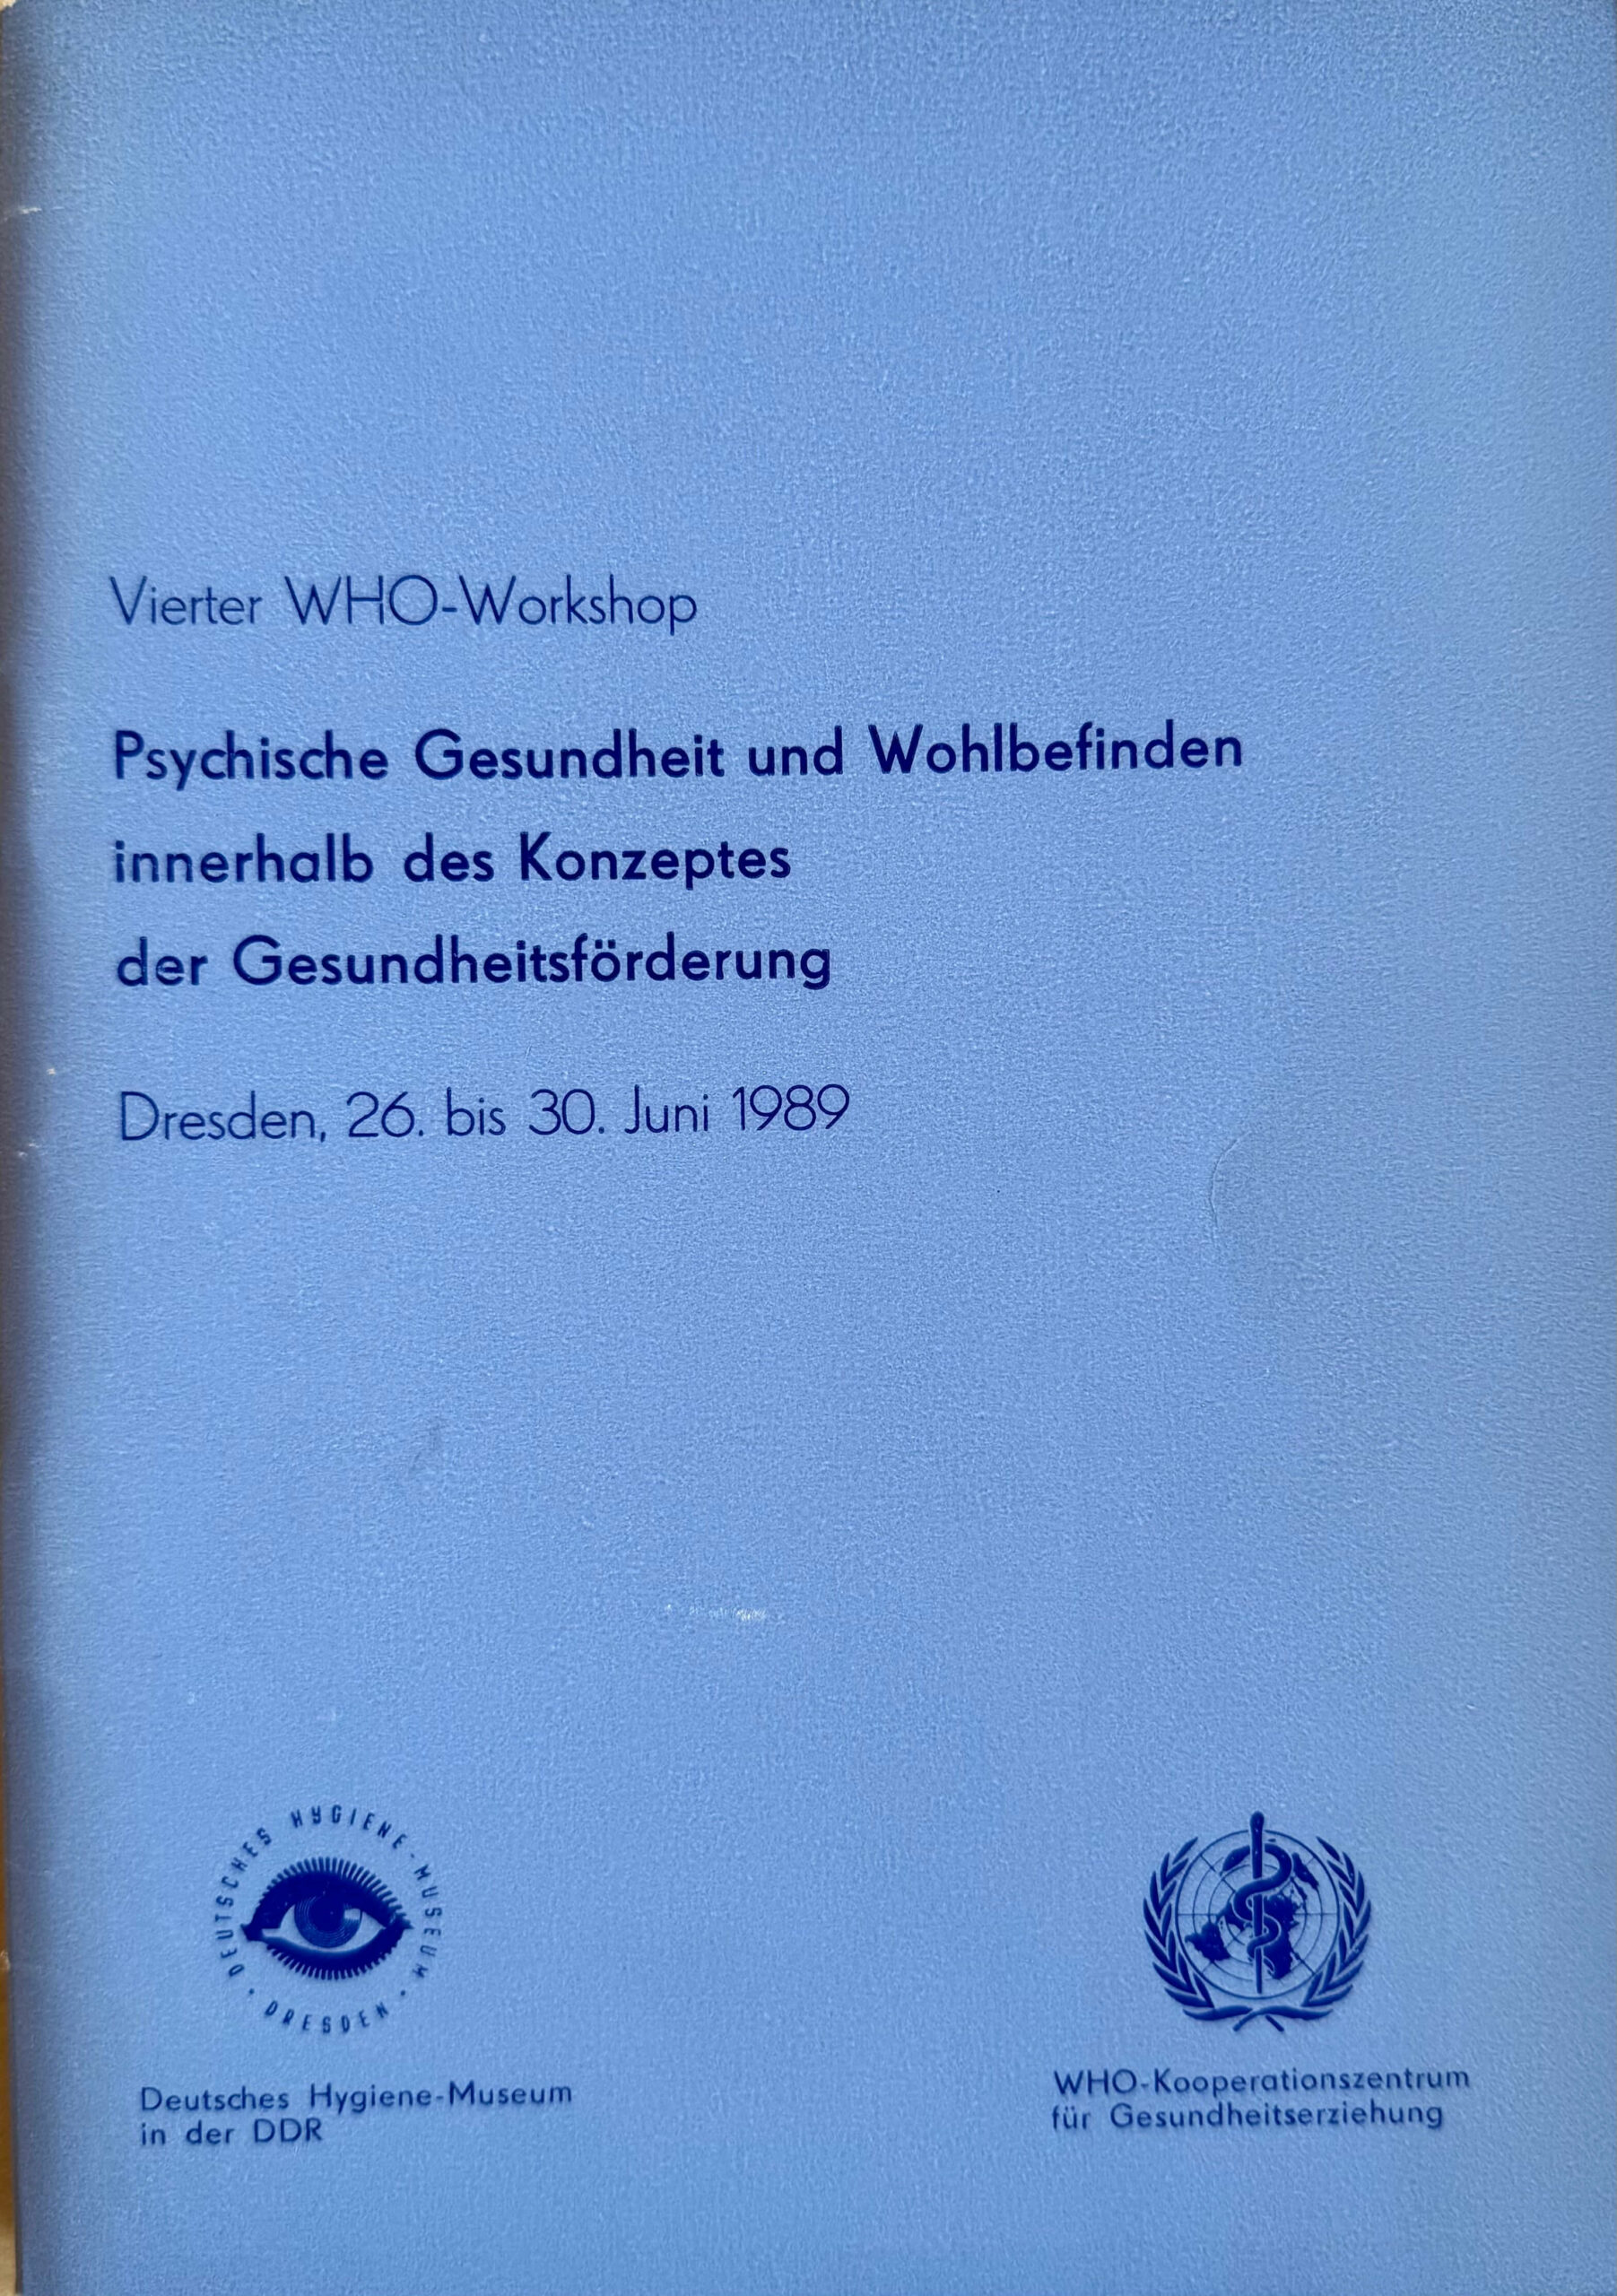 Vierter WHO-Workshop
Psychische Gesundheit und Wohlbefinden
innerhalb des Konzeptes
der Gesundheitsförderung
Dresden, 26. bis 30. Juni 1989
DEUTSCHES HYGIENE-MUSEUM · DRESDEN ·
Deutsches Hygiene-Museum
in der DDR
WHO-Kooperationszentrum
für Gesundheitserziehung